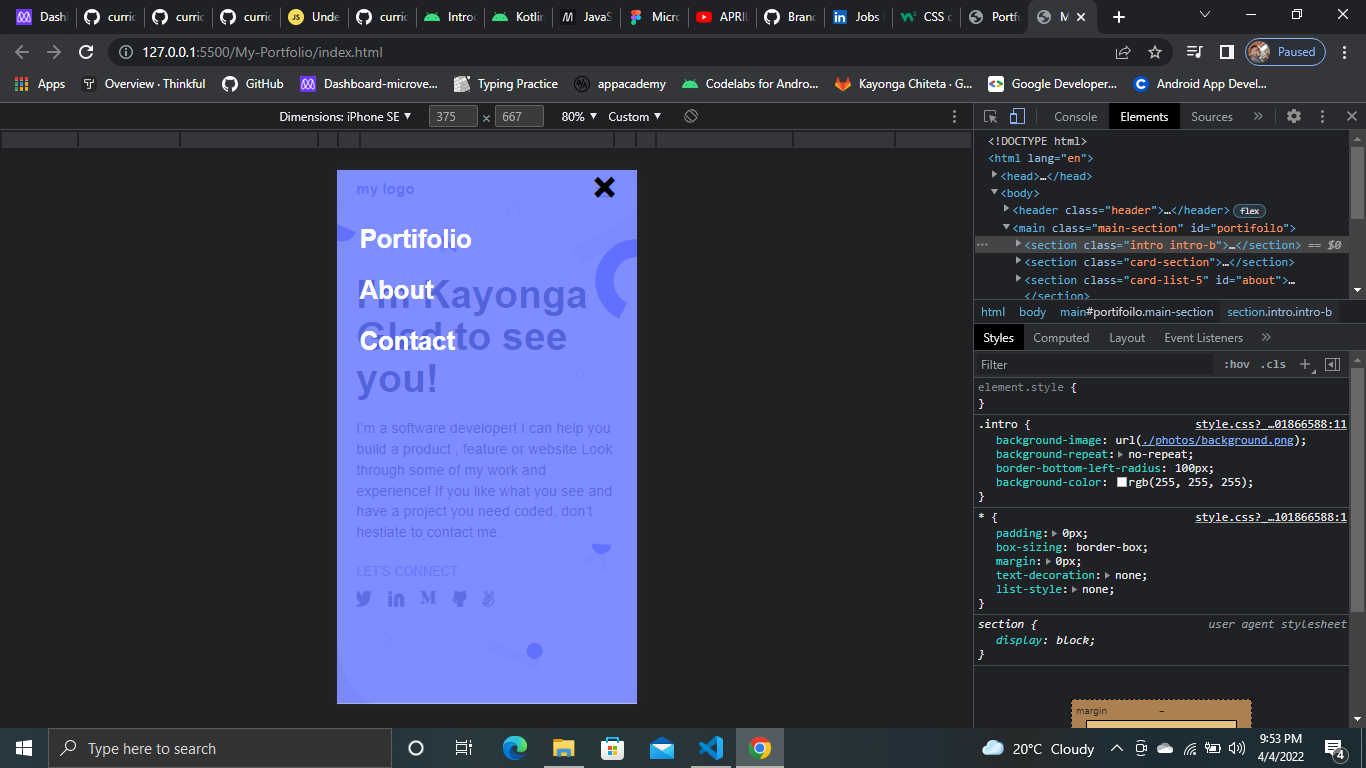 Dash
curric
curric
curric
Unde
curric
Intro
Kotlir
JavaS
Micro
APRIL
Branc
Jobs
CSS c
Portfo
M
127.0.0.1:5500/My-Portfolio/index.html
Paused
Apps
Overview · Thinkful
GitHub
Dashboard-microve...
Typing Practice
appacademy
Codelabs for Andro...
Kayonga Chiteta · G...
Google Developer...
Android App Devel...
Dimensions: iPhone SE
375
×
667
80%
Custom
Console
Elements
Sources
»
<!DOCTYPE html>
<html lang="en">
<head>…</head>
<body>
<header class="header">…</header>
flex
<main class="main-section" id="portifoilo">
<section class="intro intro-b">…</section> == $0
<section class="card-section">…</section>
<section class="card-list-5" id="about">…
</section>
html
body
main#portifoilo.main-section
section.intro.intro-b
Styles
Computed
Layout
Event Listeners
»
Filter
:hov
.cls
element.style {
}
.intro {
style.css?_…01866588:11
background-image: url(./photos/background.png);
background-repeat: no-repeat;
border-bottom-left-radius: 100px;
background-color: rgb(255, 255, 255);
}
* {
style.css?_…101866588:1
padding: 0px;
box-sizing: border-box;
margin: 0px;
text-decoration: none;
list-style: none;
}
section {
user agent stylesheet
display: block;
}
margin
–
my logo
Portifolio
About
Contact
I'm Kayonga
Glad to see
you!
I'm a software developer! I can help you
build a product , feature or website Look
through some of my work and
experience! If you like what you see and
have a project you need coded, don't
hestiate to contact me.
LET'S CONNECT
Type here to search
20°C Cloudy
9:53 PM
4/4/2022
4